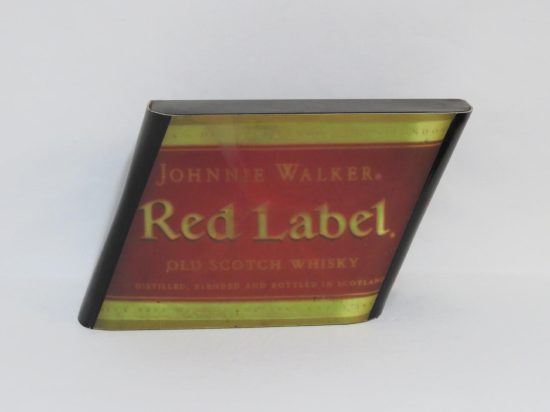 JOHNNIE WALKER®
Red Label®
OLD SCOTCH WHISKY
DISTILLED, BLENDED AND BOTTLED IN SCOTLAND